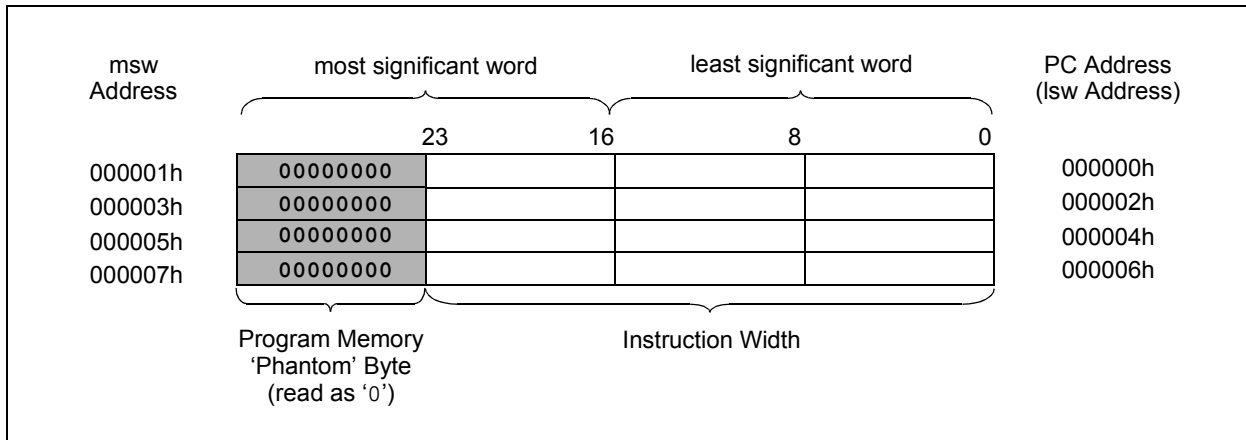 msw
Address
most significant word
least significant word
PC Address
(lsw Address)
23 16 8 0
000001h 00000000 000000h
000003h 00000000 000002h
000005h 00000000 000004h
000007h 00000000 000006h
Program Memory
‘Phantom’ Byte
(read as ‘0’)
Instruction Width